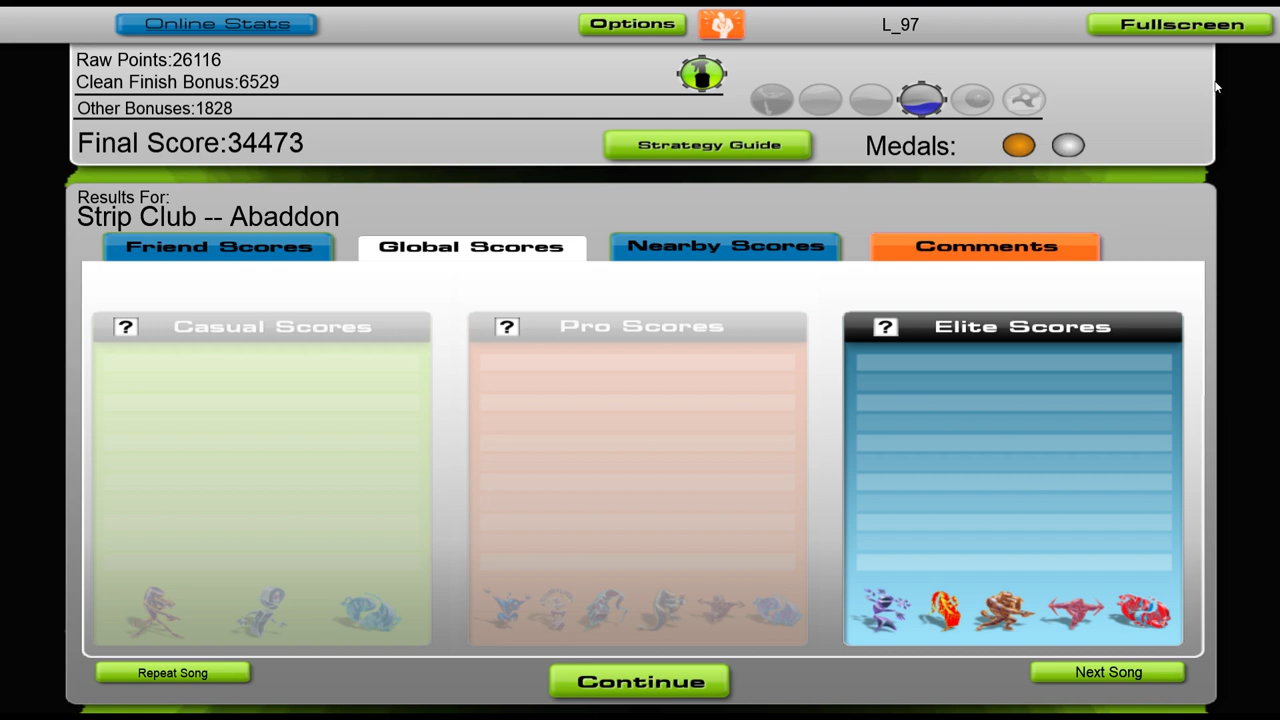 Online Stats
Options
L_97
Fullscreen
Raw Points:26116
Clean Finish Bonus:6529
Other Bonuses:1828
Final Score:34473
Strategy Guide
Medals:
Results For:
Strip Club -- Abaddon
Friend Scores
Global Scores
Nearby Scores
Comments
? Casual Scores
? Pro Scores
? Elite Scores
Repeat Song
Continue
Next Song